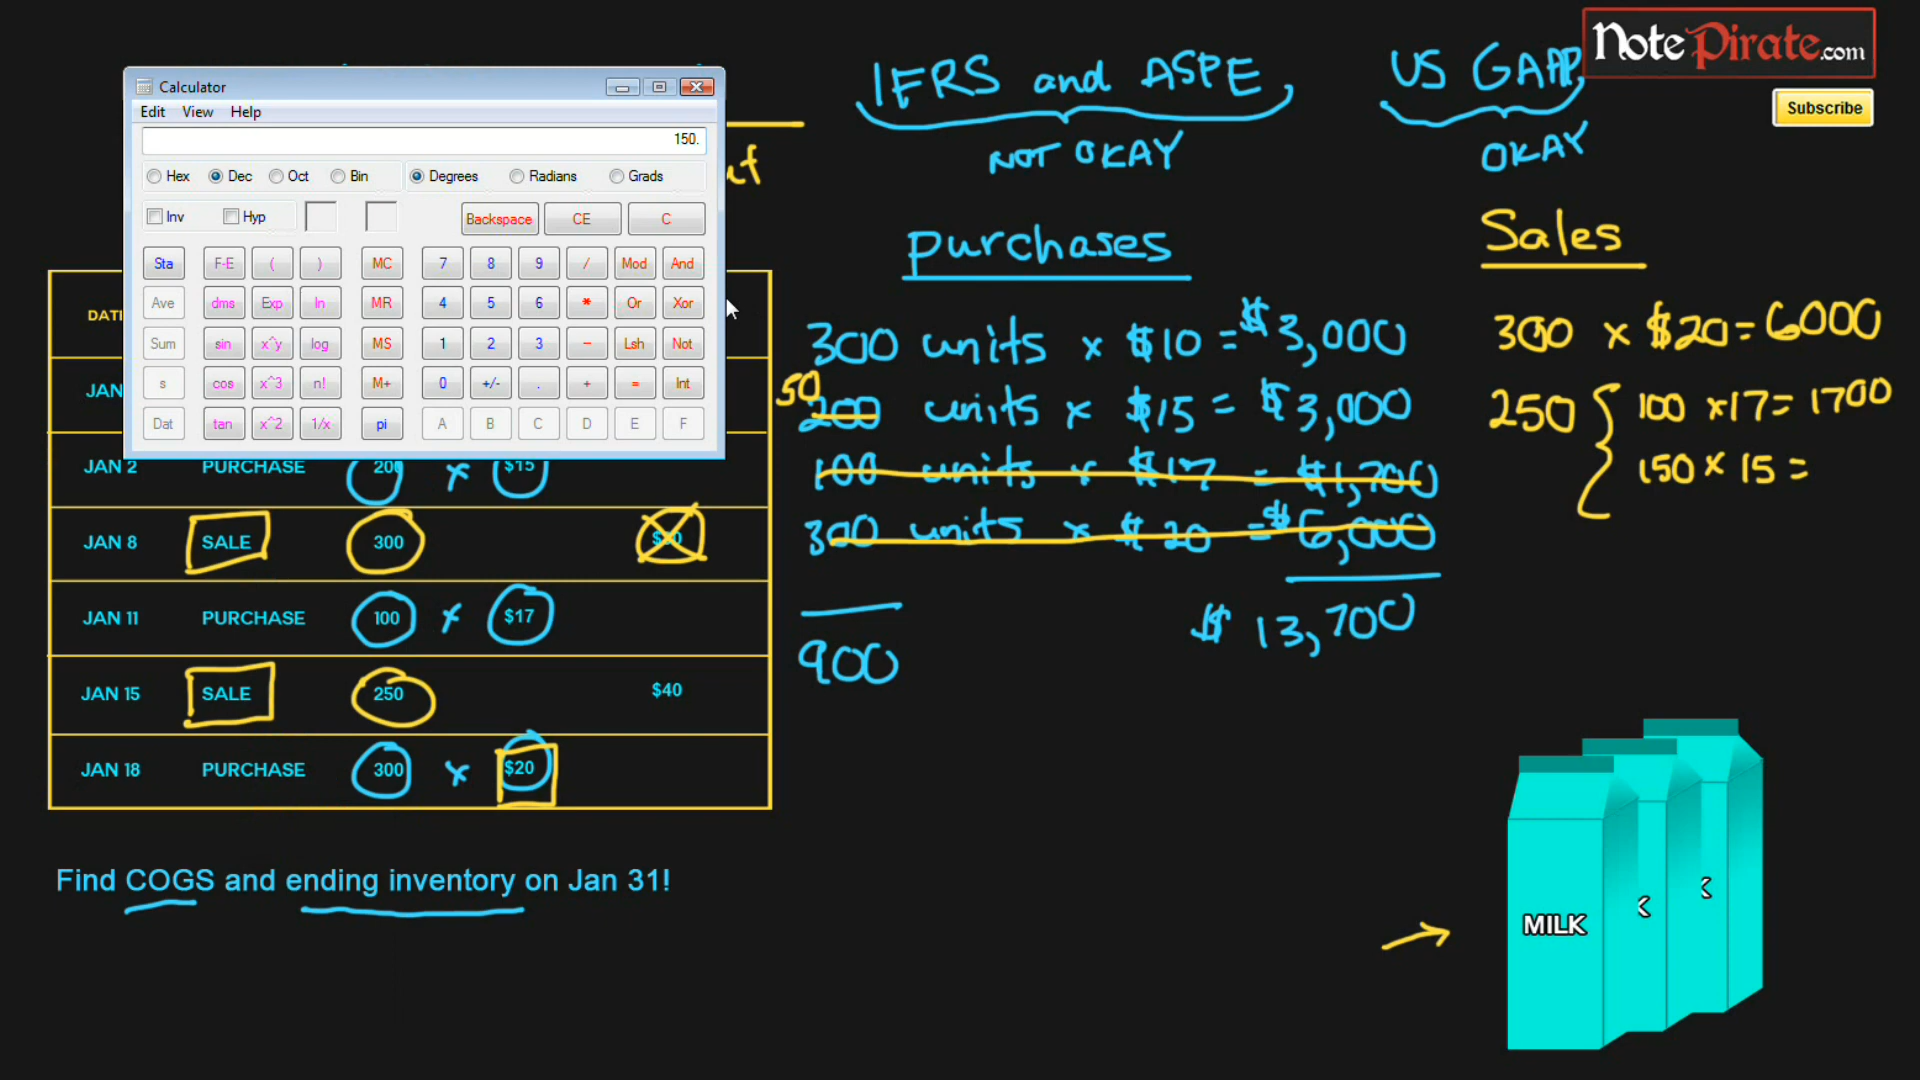 IFRS and ASPE,
US GAAP,
NotePirate.com
Subscribe
NOT OKAY
OKAY
Calculator
Edit View Help
150.
Hex Dec Oct Bin Degrees Radians Grads
Inv Hyp Backspace CE C
Sta F-E ( ) MC 7 8 9 / Mod And
Ave dms Exp ln MR 4 5 6 * Or Xor
Sum sin x^y log MS 1 2 3 - Lsh Not
s cos x^3 n! M+ 0 +/- . + = Int
Dat tan x^2 1/x pi A B C D E F
JAN
JAN 2 PURCHASE 200 x $15
JAN 8 SALE 300
JAN 11 PURCHASE 100 x $17
JAN 15 SALE 250 $40
JAN 18 PURCHASE 300 x $20
Find COGS and ending inventory on Jan 31!
Purchases
300 units x $10 = $3,000
50
200 units x $15 = $3,000
100 units x $17 = $1,700
300 units x $20 = $6,000
900 $ 13,700
Sales
300 x $20 = 6000
250 100 x 17 = 1700
150 x 15 =
MILK